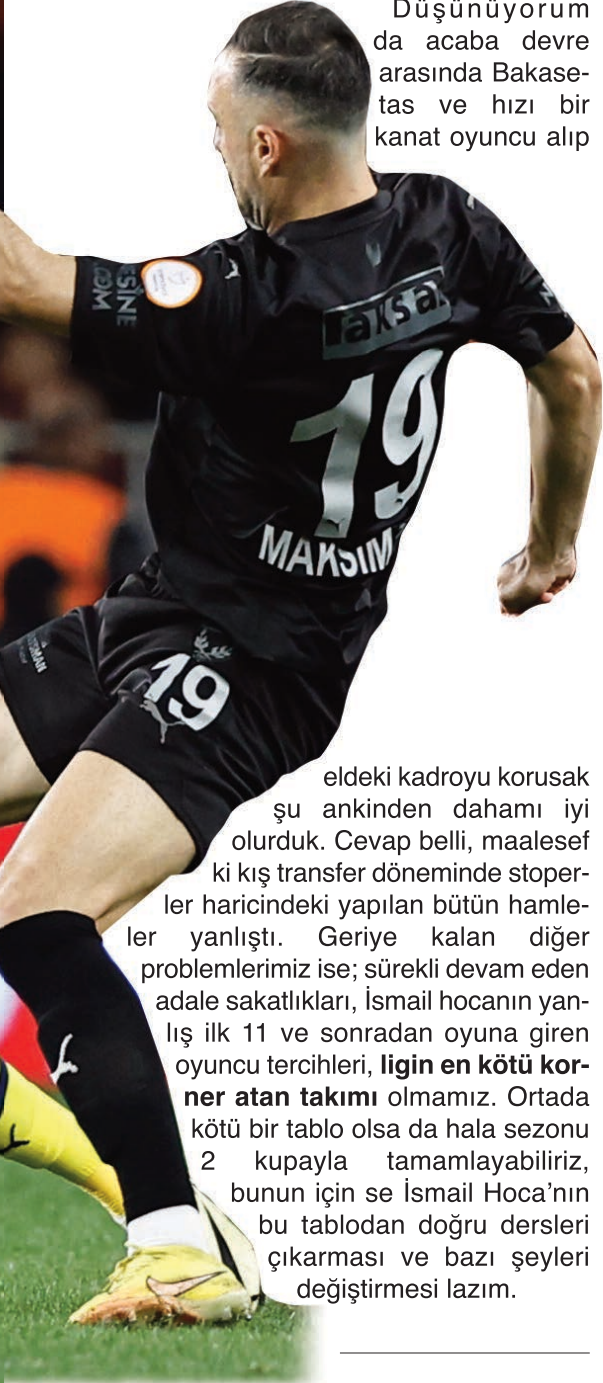 Düşünüyorum
da acaba devre
arasında Bakase-
tas ve hızı bir
kanat oyuncu alıp
ESİNE
.COM
aksa
19
MAKSIM
19
eldeki kadroyu korusak
şu ankinden dahamı iyi
olurduk. Cevap belli, maalesef
ki kış transfer döneminde stoper-
ler haricindeki yapılan bütün hamle-
ler yanlıştı. Geriye kalan diğer
problemlerimiz ise; sürekli devam eden
adale sakatlıkları, İsmail hocanın yan-
lış ilk 11 ve sonradan oyuna giren
oyuncu tercihleri, ligin en kötü kor-
ner atan takımı olmamız. Ortada
kötü bir tablo olsa da hala sezonu
2 kupayla tamamlayabiliriz,
bunun için se İsmail Hoca’nın
bu tablodan doğru dersleri
çıkarması ve bazı şeyleri
değiştirmesi lazım.